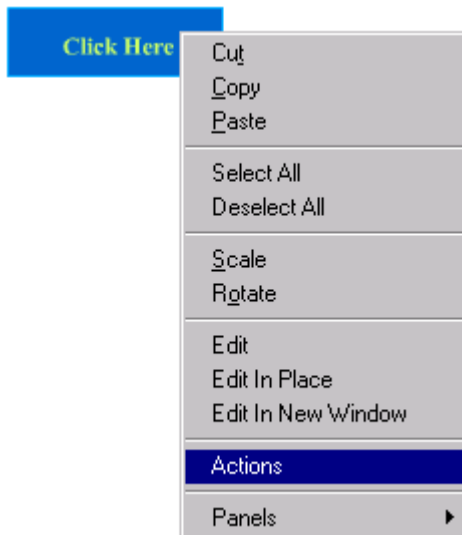 Click Here
Cut
Copy
Paste
Select All
Deselect All
Scale
Rotate
Edit
Edit In Place
Edit In New Window
Actions
Panels